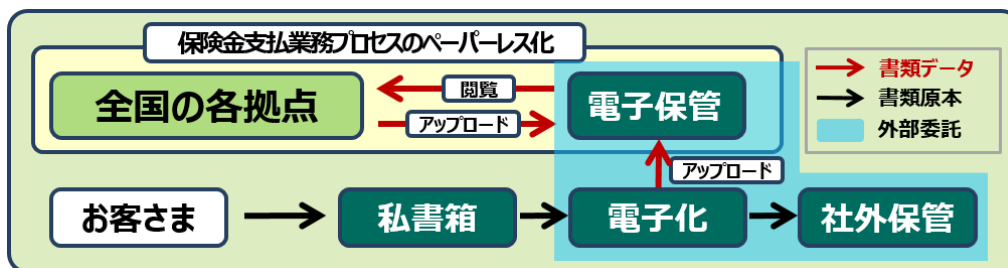 保険金支払業務プロセスのペーパーレス化
全国の各拠点
閲覧
アップロード
電子保管
書類データ
書類原本
外部委託
アップロード
お客さま
私書箱
電子化
社外保管